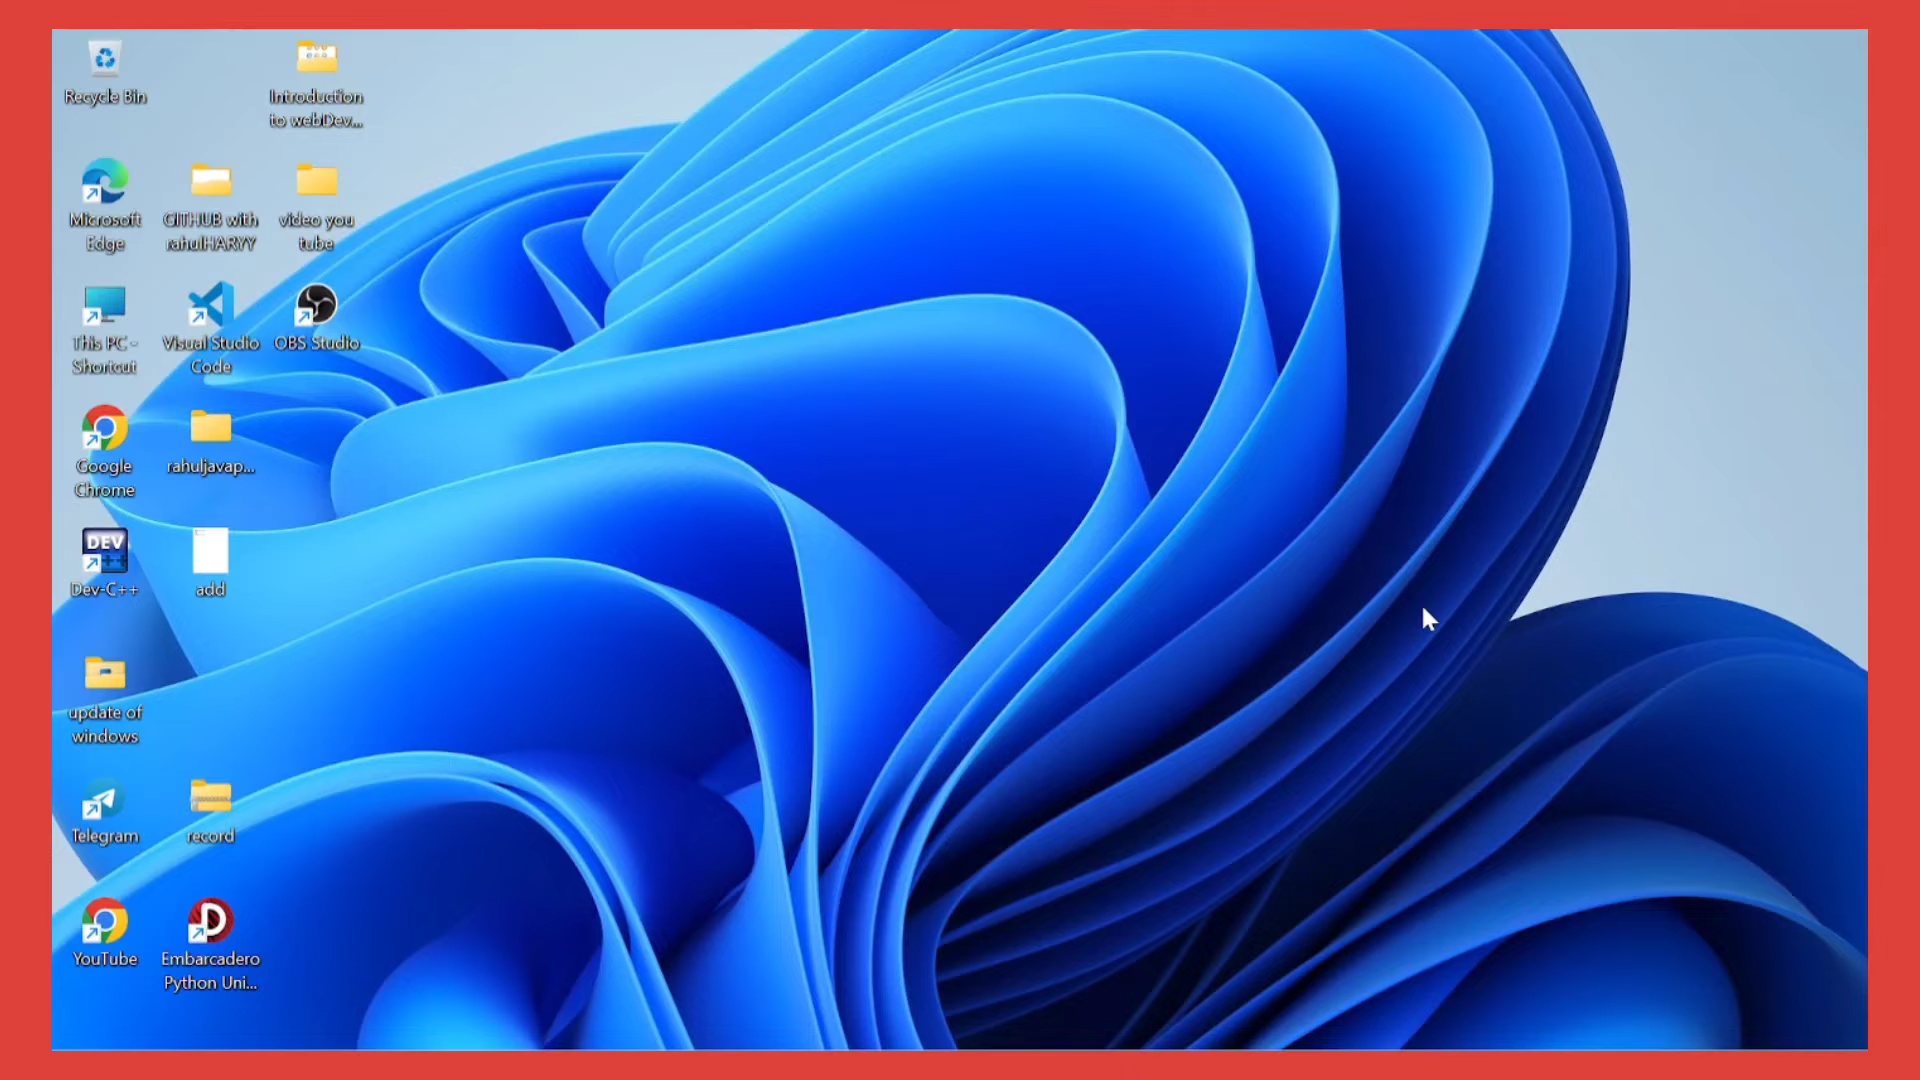 Recycle Bin
Introduction
to webDev...
Microsoft
Edge
GITHUB with
rahulHARYY
video you
tube
This PC -
Shortcut
Visual Studio
Code
OBS Studio
Google
Chrome
rahuljavap...
DEV
Dev-C++
add
update of
windows
Telegram
record
YouTube
Embarcadero
Python Uni...